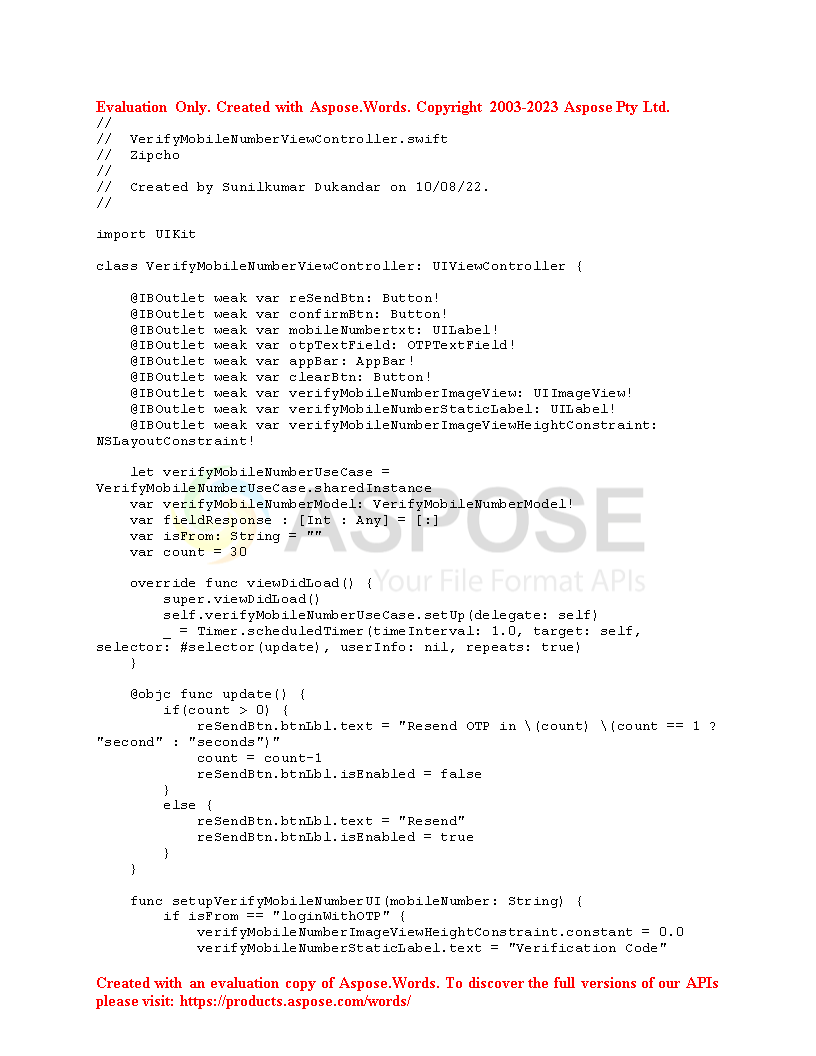 Evaluation Only. Created with Aspose.Words. Copyright 2003-2023 Aspose Pty Ltd.
//
//  VerifyMobileNumberViewController.swift
//  Zipcho
//
//  Created by Sunilkumar Dukandar on 10/08/22.
//
import UIKit
class VerifyMobileNumberViewController: UIViewController {
    @IBOutlet weak var reSendBtn: Button!
    @IBOutlet weak var confirmBtn: Button!
    @IBOutlet weak var mobileNumbertxt: UILabel!
    @IBOutlet weak var otpTextField: OTPTextField!
    @IBOutlet weak var appBar: AppBar!
    @IBOutlet weak var clearBtn: Button!
    @IBOutlet weak var verifyMobileNumberImageView: UIImageView!
    @IBOutlet weak var verifyMobileNumberStaticLabel: UILabel!
    @IBOutlet weak var verifyMobileNumberImageViewHeightConstraint:
NSLayoutConstraint!
    let verifyMobileNumberUseCase =
VerifyMobileNumberUseCase.sharedInstance
    var verifyMobileNumberModel: VerifyMobileNumberModel!
    var fieldResponse : [Int : Any] = [:]
    var isFrom: String = ""
    var count = 30
ASPOSE
Your File Format APIs
    override func viewDidLoad() {
        super.viewDidLoad()
        self.verifyMobileNumberUseCase.setUp(delegate: self)
        _ = Timer.scheduledTimer(timeInterval: 1.0, target: self,
selector: #selector(update), userInfo: nil, repeats: true)
    }
    @objc func update() {
        if(count > 0) {
            reSendBtn.btnLbl.text = "Resend OTP in \(count) \(count == 1 ?
"second" : "seconds")"
            count = count-1
            reSendBtn.btnLbl.isEnabled = false
        }
        else {
            reSendBtn.btnLbl.text = "Resend"
            reSendBtn.btnLbl.isEnabled = true
        }
    }
    func setupVerifyMobileNumberUI(mobileNumber: String) {
        if isFrom == "loginWithOTP" {
            verifyMobileNumberImageViewHeightConstraint.constant = 0.0
            verifyMobileNumberStaticLabel.text = "Verification Code"
Created with an evaluation copy of Aspose.Words. To discover the full versions of our APIs
please visit: https://products.aspose.com/words/